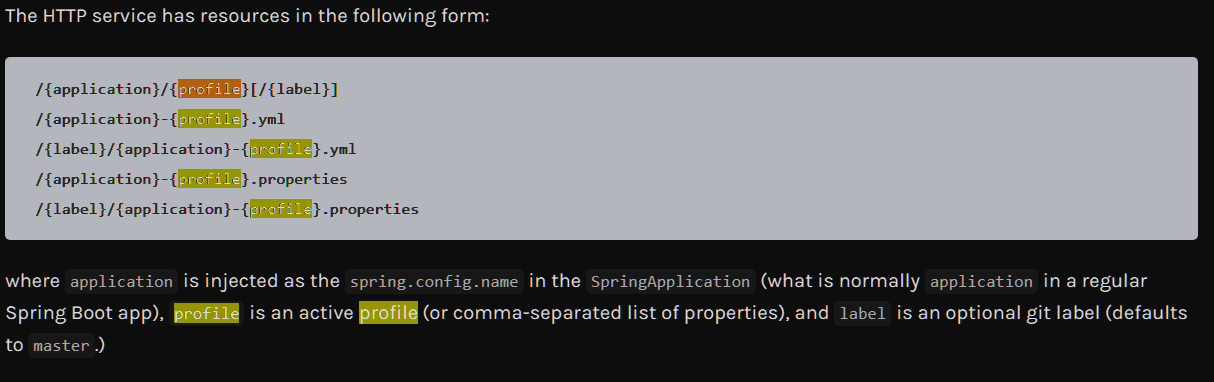 The HTTP service has resources in the following form:
/{application}/{profile}[/{label}]
/{application}-{profile}.yml
/{label}/{application}-{profile}.yml
/{application}-{profile}.properties
/{label}/{application}-{profile}.properties
where application is injected as the spring.config.name in the SpringApplication (what is normally application in a regular
Spring Boot app), profile is an active profile (or comma-separated list of properties), and label is an optional git label (defaults
to master.)